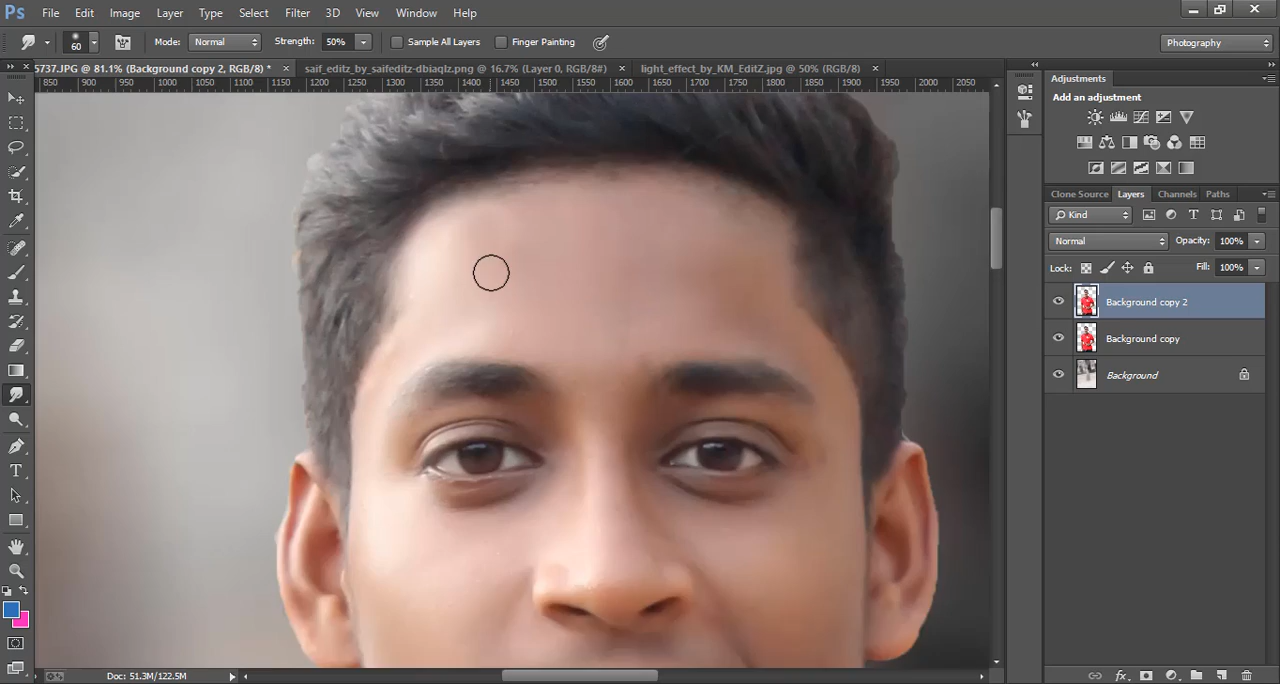 Ps File Edit Image Layer Type Select Filter 3D View Window Help
60 Mode: Normal Strength: 50% Sample All Layers Finger Painting Photography
5737.JPG @ 81.1% (Background copy 2, RGB/8) * saif_editz_by_saifeditz-dbiaqlz.png @ 16.7% (Layer 0, RGB/8#) light_effect_by_KM_EditZ.jpg @ 50% (RGB/8)
850 900 950 1000 1050 1100 1150 1200 1250 1300 1350 1400 1450 1500 1550 1600 1650 1700 1750 1800 1850 1900 1950 2000 2050
Adjustments
Add an adjustment
Clone Source Layers Channels Paths
Kind
Normal Opacity: 100%
Lock: Fill: 100%
Background copy 2
Background copy
Background
T
Doc: 51.3M/122.5M
fx